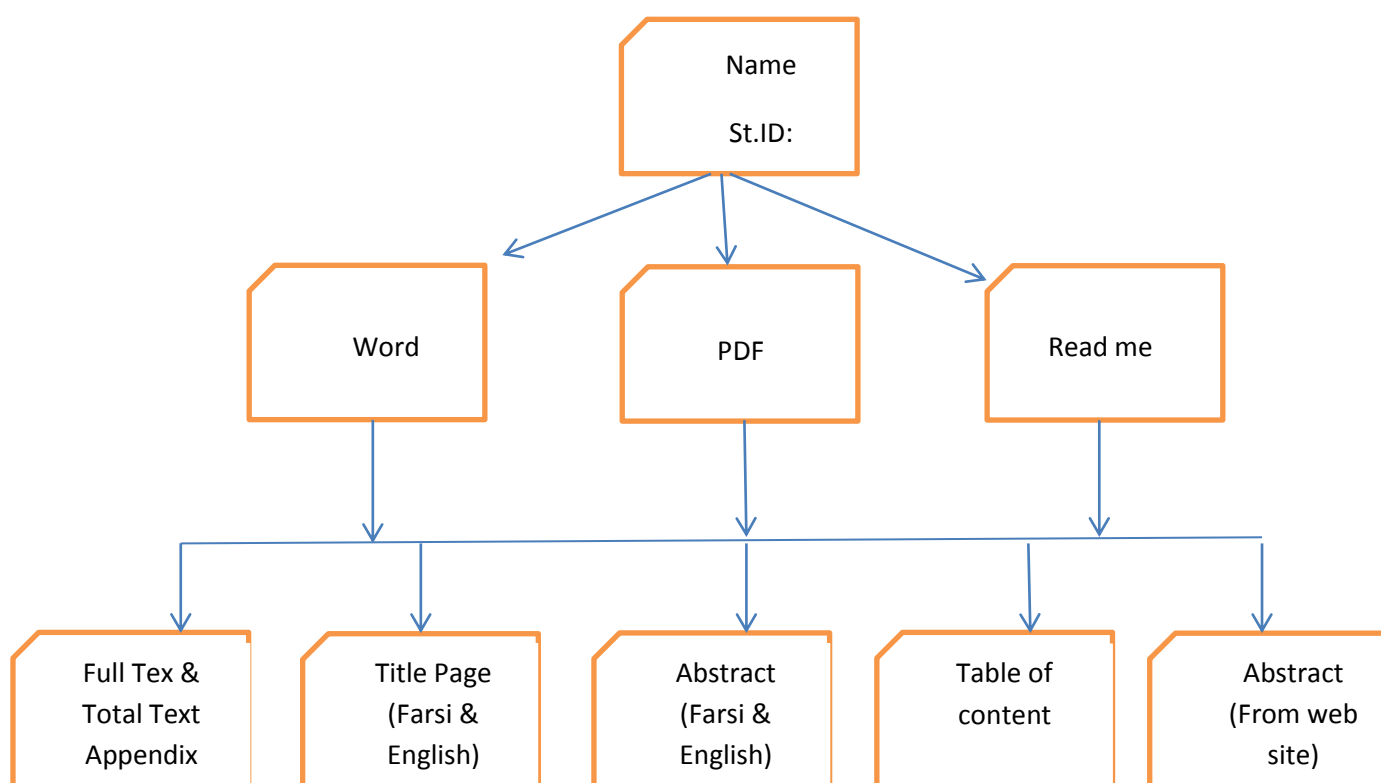 Name
St.ID:
Word
PDF
Read me
Full Tex &
Total Text
Appendix
Title Page
(Farsi &
English)
Abstract
(Farsi &
English)
Table of
content
Abstract
(From web
site)